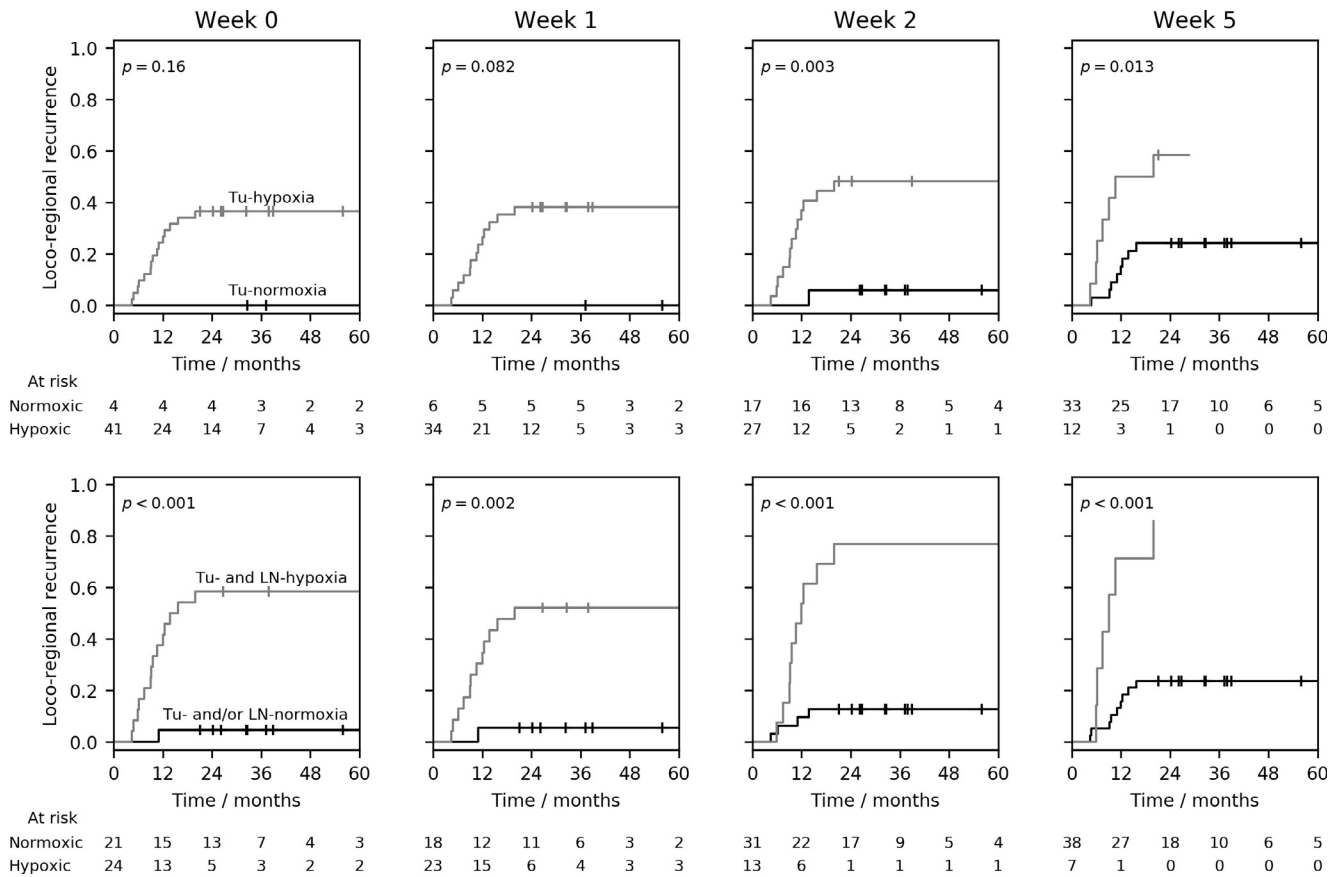 Week 0 Week 1 Week 2 Week 5
1.0
p = 0.16 p = 0.082 p = 0.003 p = 0.013
0.8
0.6
0.4
0.2
0.0
Loco-regional recurrence
Tu-hypoxia
Tu-normoxia
0 12 24 36 48 60 0 12 24 36 48 60 0 12 24 36 48 60 0 12 24 36 48 60
Time / months Time / months Time / months Time / months
At risk
Normoxic 4 4 4 3 2 2 6 5 5 5 3 2 17 16 13 8 5 4 33 25 17 10 6 5
Hypoxic 41 24 14 7 4 3 34 21 12 5 3 3 27 12 5 2 1 1 12 3 1 0 0 0
1.0
p < 0.001 p = 0.002 p < 0.001 p < 0.001
0.8
0.6
0.4
0.2
0.0
Loco-regional recurrence
Tu- and LN-hypoxia
Tu- and/or LN-normoxia
0 12 24 36 48 60 0 12 24 36 48 60 0 12 24 36 48 60 0 12 24 36 48 60
Time / months Time / months Time / months Time / months
At risk
Normoxic 21 15 13 7 4 3 18 12 11 6 3 2 31 22 17 9 5 4 38 27 18 10 6 5
Hypoxic 24 13 5 3 2 2 23 15 6 4 3 3 13 6 1 1 1 1 7 1 0 0 0 0